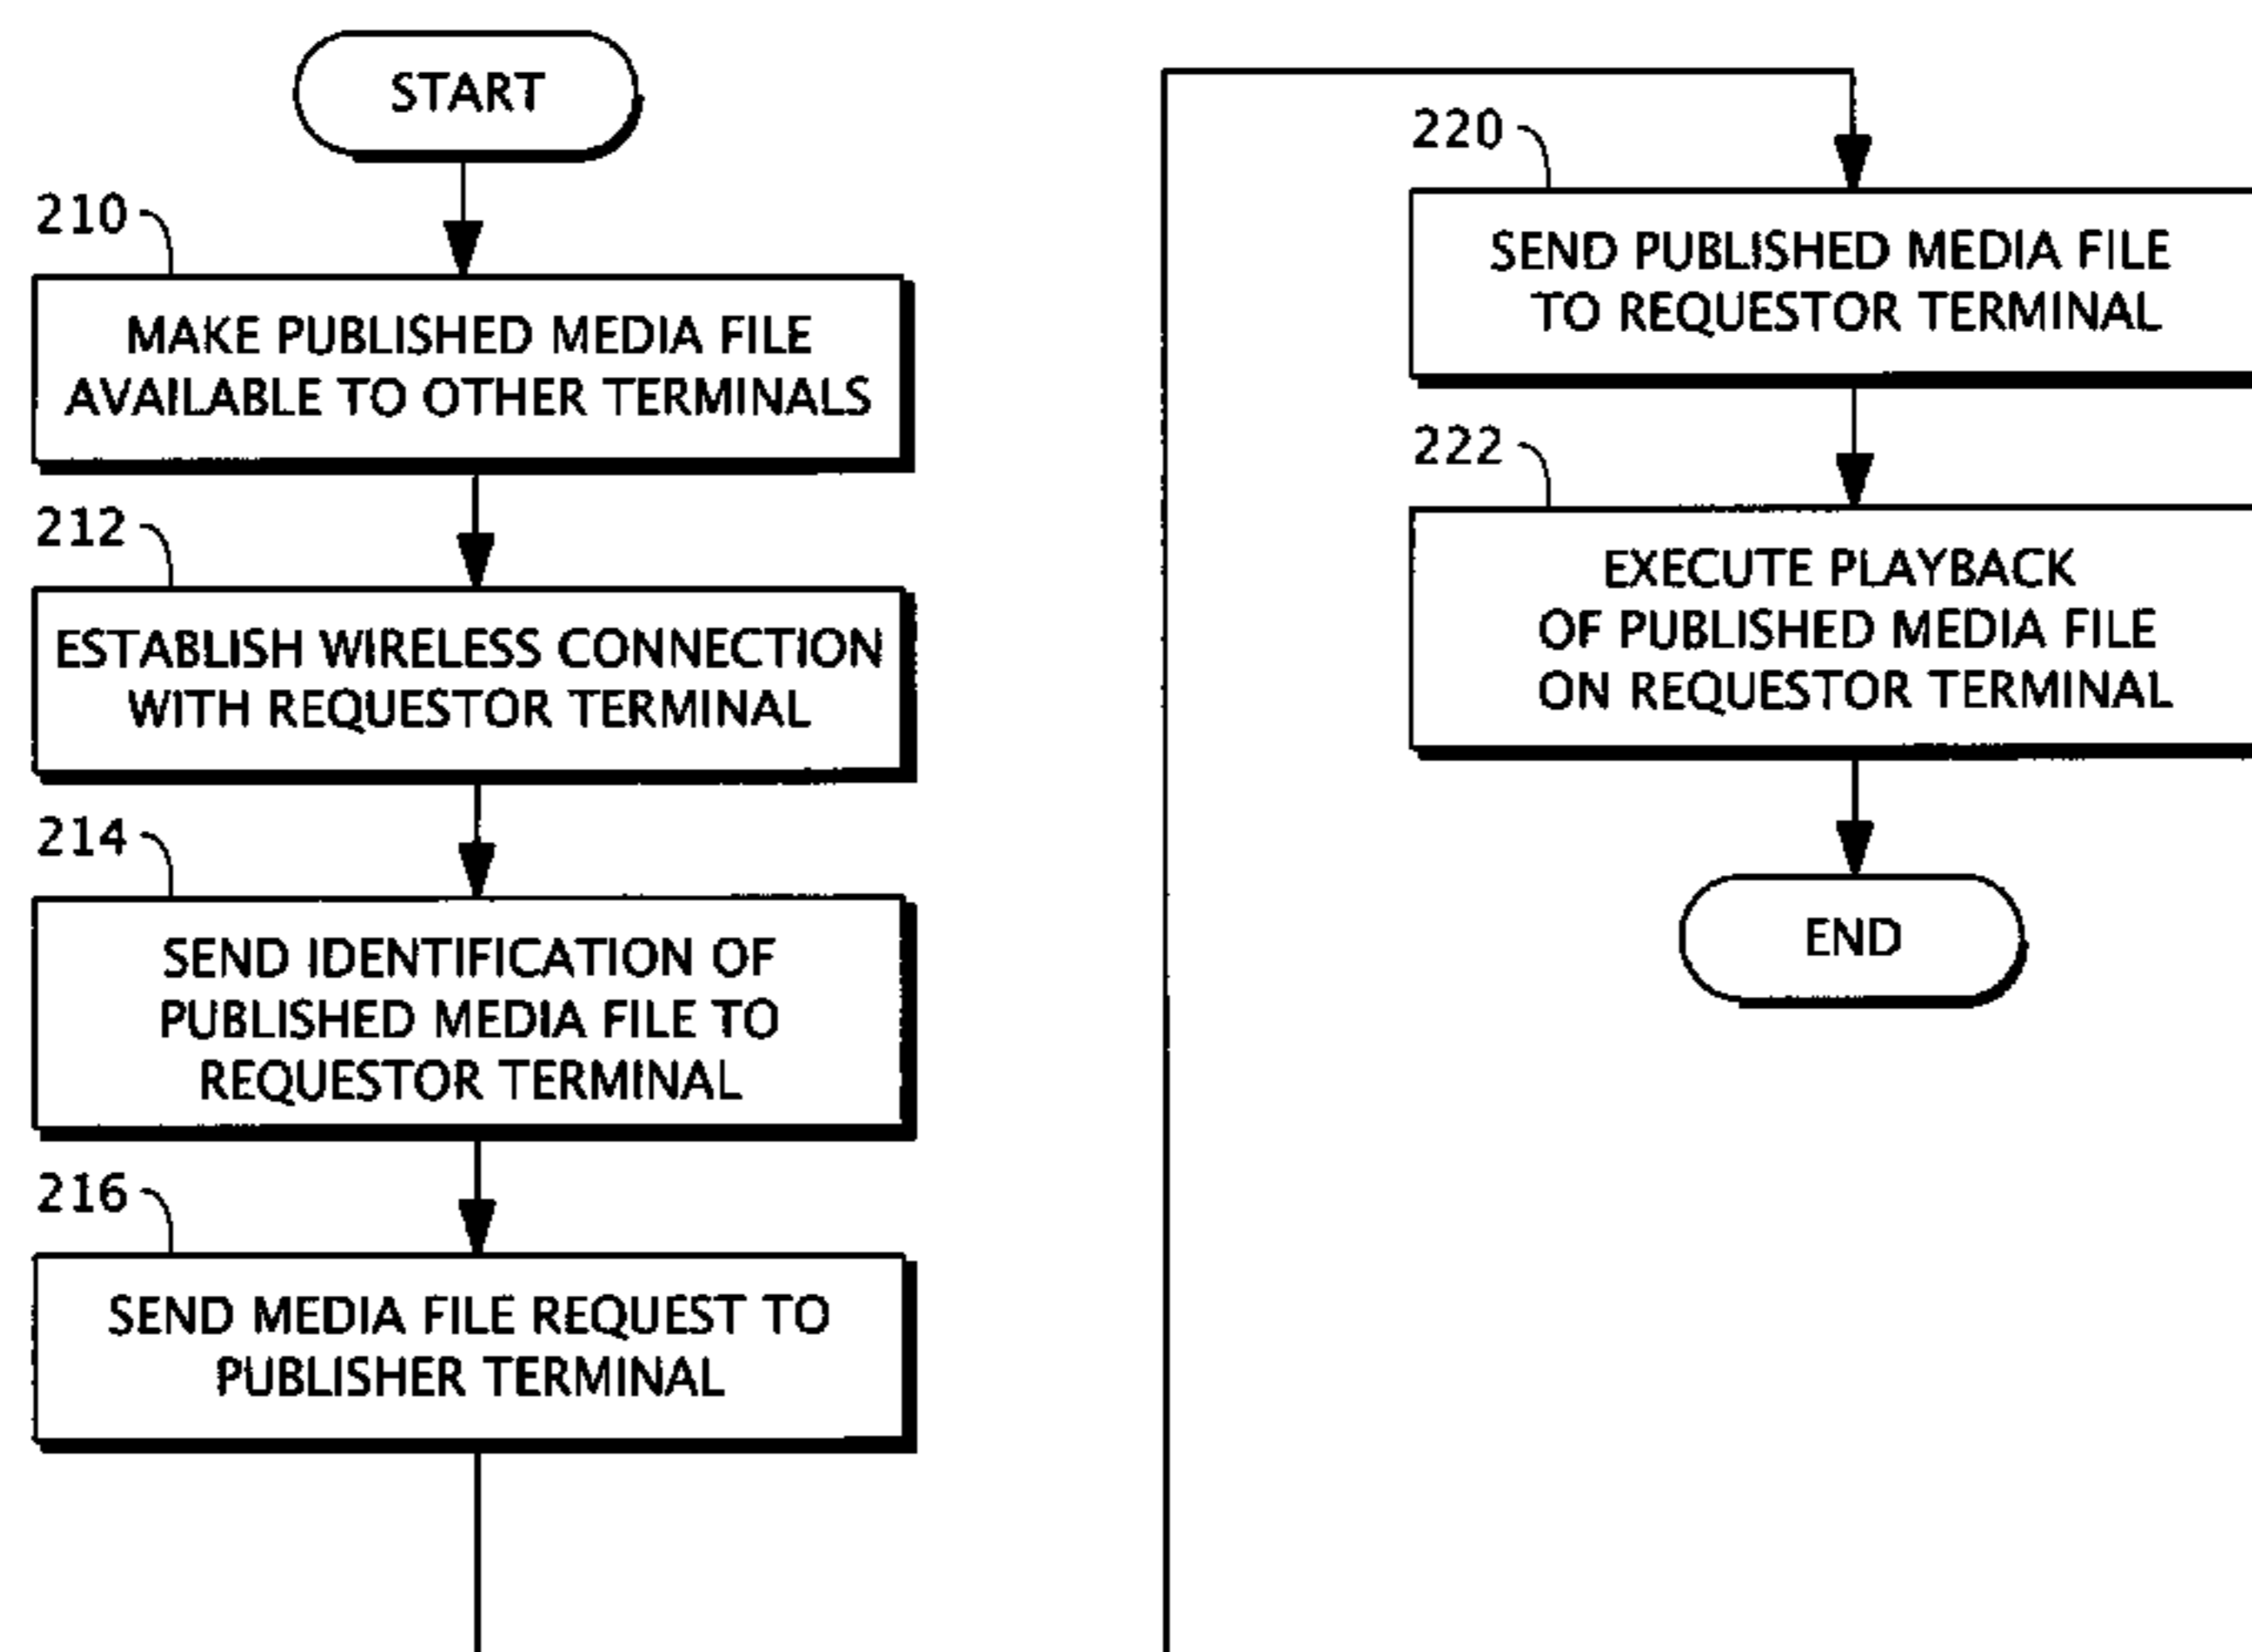 START
210
MAKE PUBLISHED MEDIA FILE
AVAILABLE TO OTHER TERMINALS
212
ESTABLISH WIRELESS CONNECTION
WITH REQUESTOR TERMINAL
214
SEND IDENTIFICATION OF
PUBLISHED MEDIA FILE TO
REQUESTOR TERMINAL
216
SEND MEDIA FILE REQUEST TO
PUBLISHER TERMINAL
220
SEND PUBLISHED MEDIA FILE
TO REQUESTOR TERMINAL
222
EXECUTE PLAYBACK
OF PUBLISHED MEDIA FILE
ON REQUESTOR TERMINAL
END